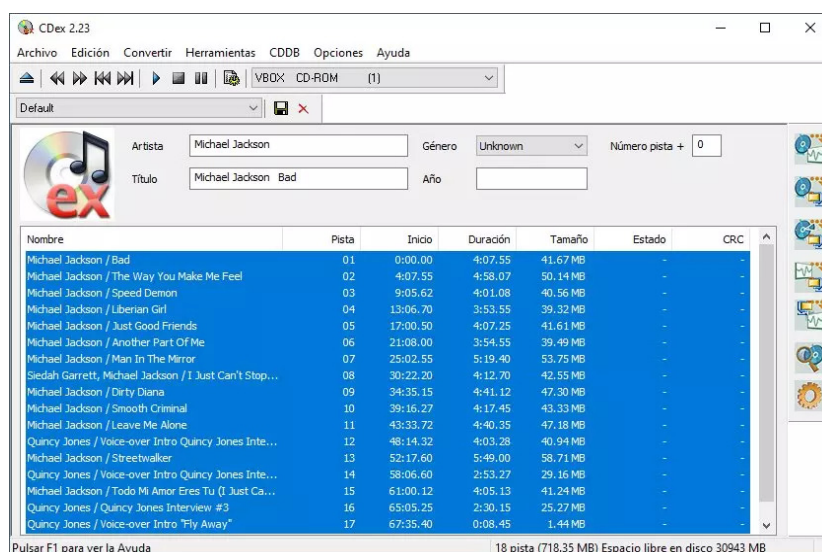 CDex 2.23
Archivo Edición Convertir Herramientas CDDB Opciones Ayuda
VBOX CD-ROM (1)
Default
Artista Michael Jackson Género Unknown Número pista + 0
Título Michael Jackson Bad Año
ex
Nombre Pista Inicio Duración Tamaño Estado CRC
Michael Jackson / Bad 01 0:00.00 4:07.55 41.67 MB - -
Michael Jackson / The Way You Make Me Feel 02 4:07.55 4:58.07 50.14 MB - -
Michael Jackson / Speed Demon 03 9:05.62 4:01.08 40.56 MB - -
Michael Jackson / Liberian Girl 04 13:06.70 3:53.55 39.32 MB - -
Michael Jackson / Just Good Friends 05 17:00.50 4:07.25 41.61 MB - -
Michael Jackson / Another Part Of Me 06 21:08.00 3:54.55 39.49 MB - -
Michael Jackson / Man In The Mirror 07 25:02.55 5:19.40 53.75 MB - -
Siedah Garrett, Michael Jackson / I Just Can't Stop... 08 30:22.20 4:12.70 42.55 MB - -
Michael Jackson / Dirty Diana 09 34:35.15 4:41.12 47.30 MB - -
Michael Jackson / Smooth Criminal 10 39:16.27 4:17.45 43.33 MB - -
Michael Jackson / Leave Me Alone 11 43:33.72 4:40.35 47.18 MB - -
Quincy Jones / Voice-over Intro Quincy Jones Inte... 12 48:14.32 4:03.28 40.94 MB - -
Michael Jackson / Streetwalker 13 52:17.60 5:49.00 58.71 MB - -
Quincy Jones / Voice-over Intro Quincy Jones Inte... 14 58:06.60 2:53.27 29.16 MB - -
Michael Jackson / Todo Mi Amor Eres Tu (I Just Ca... 15 61:00.12 4:05.13 41.24 MB - -
Quincy Jones / Quincy Jones Interview #3 16 65:05.25 2:30.15 25.27 MB - -
Quincy Jones / Voice-over Intro "Fly Away" 17 67:35.40 0:08.45 1.44 MB - -
Pulsar F1 para ver la Ayuda 18 pista (718.35 MB) Espacio libre en disco 30943 MB